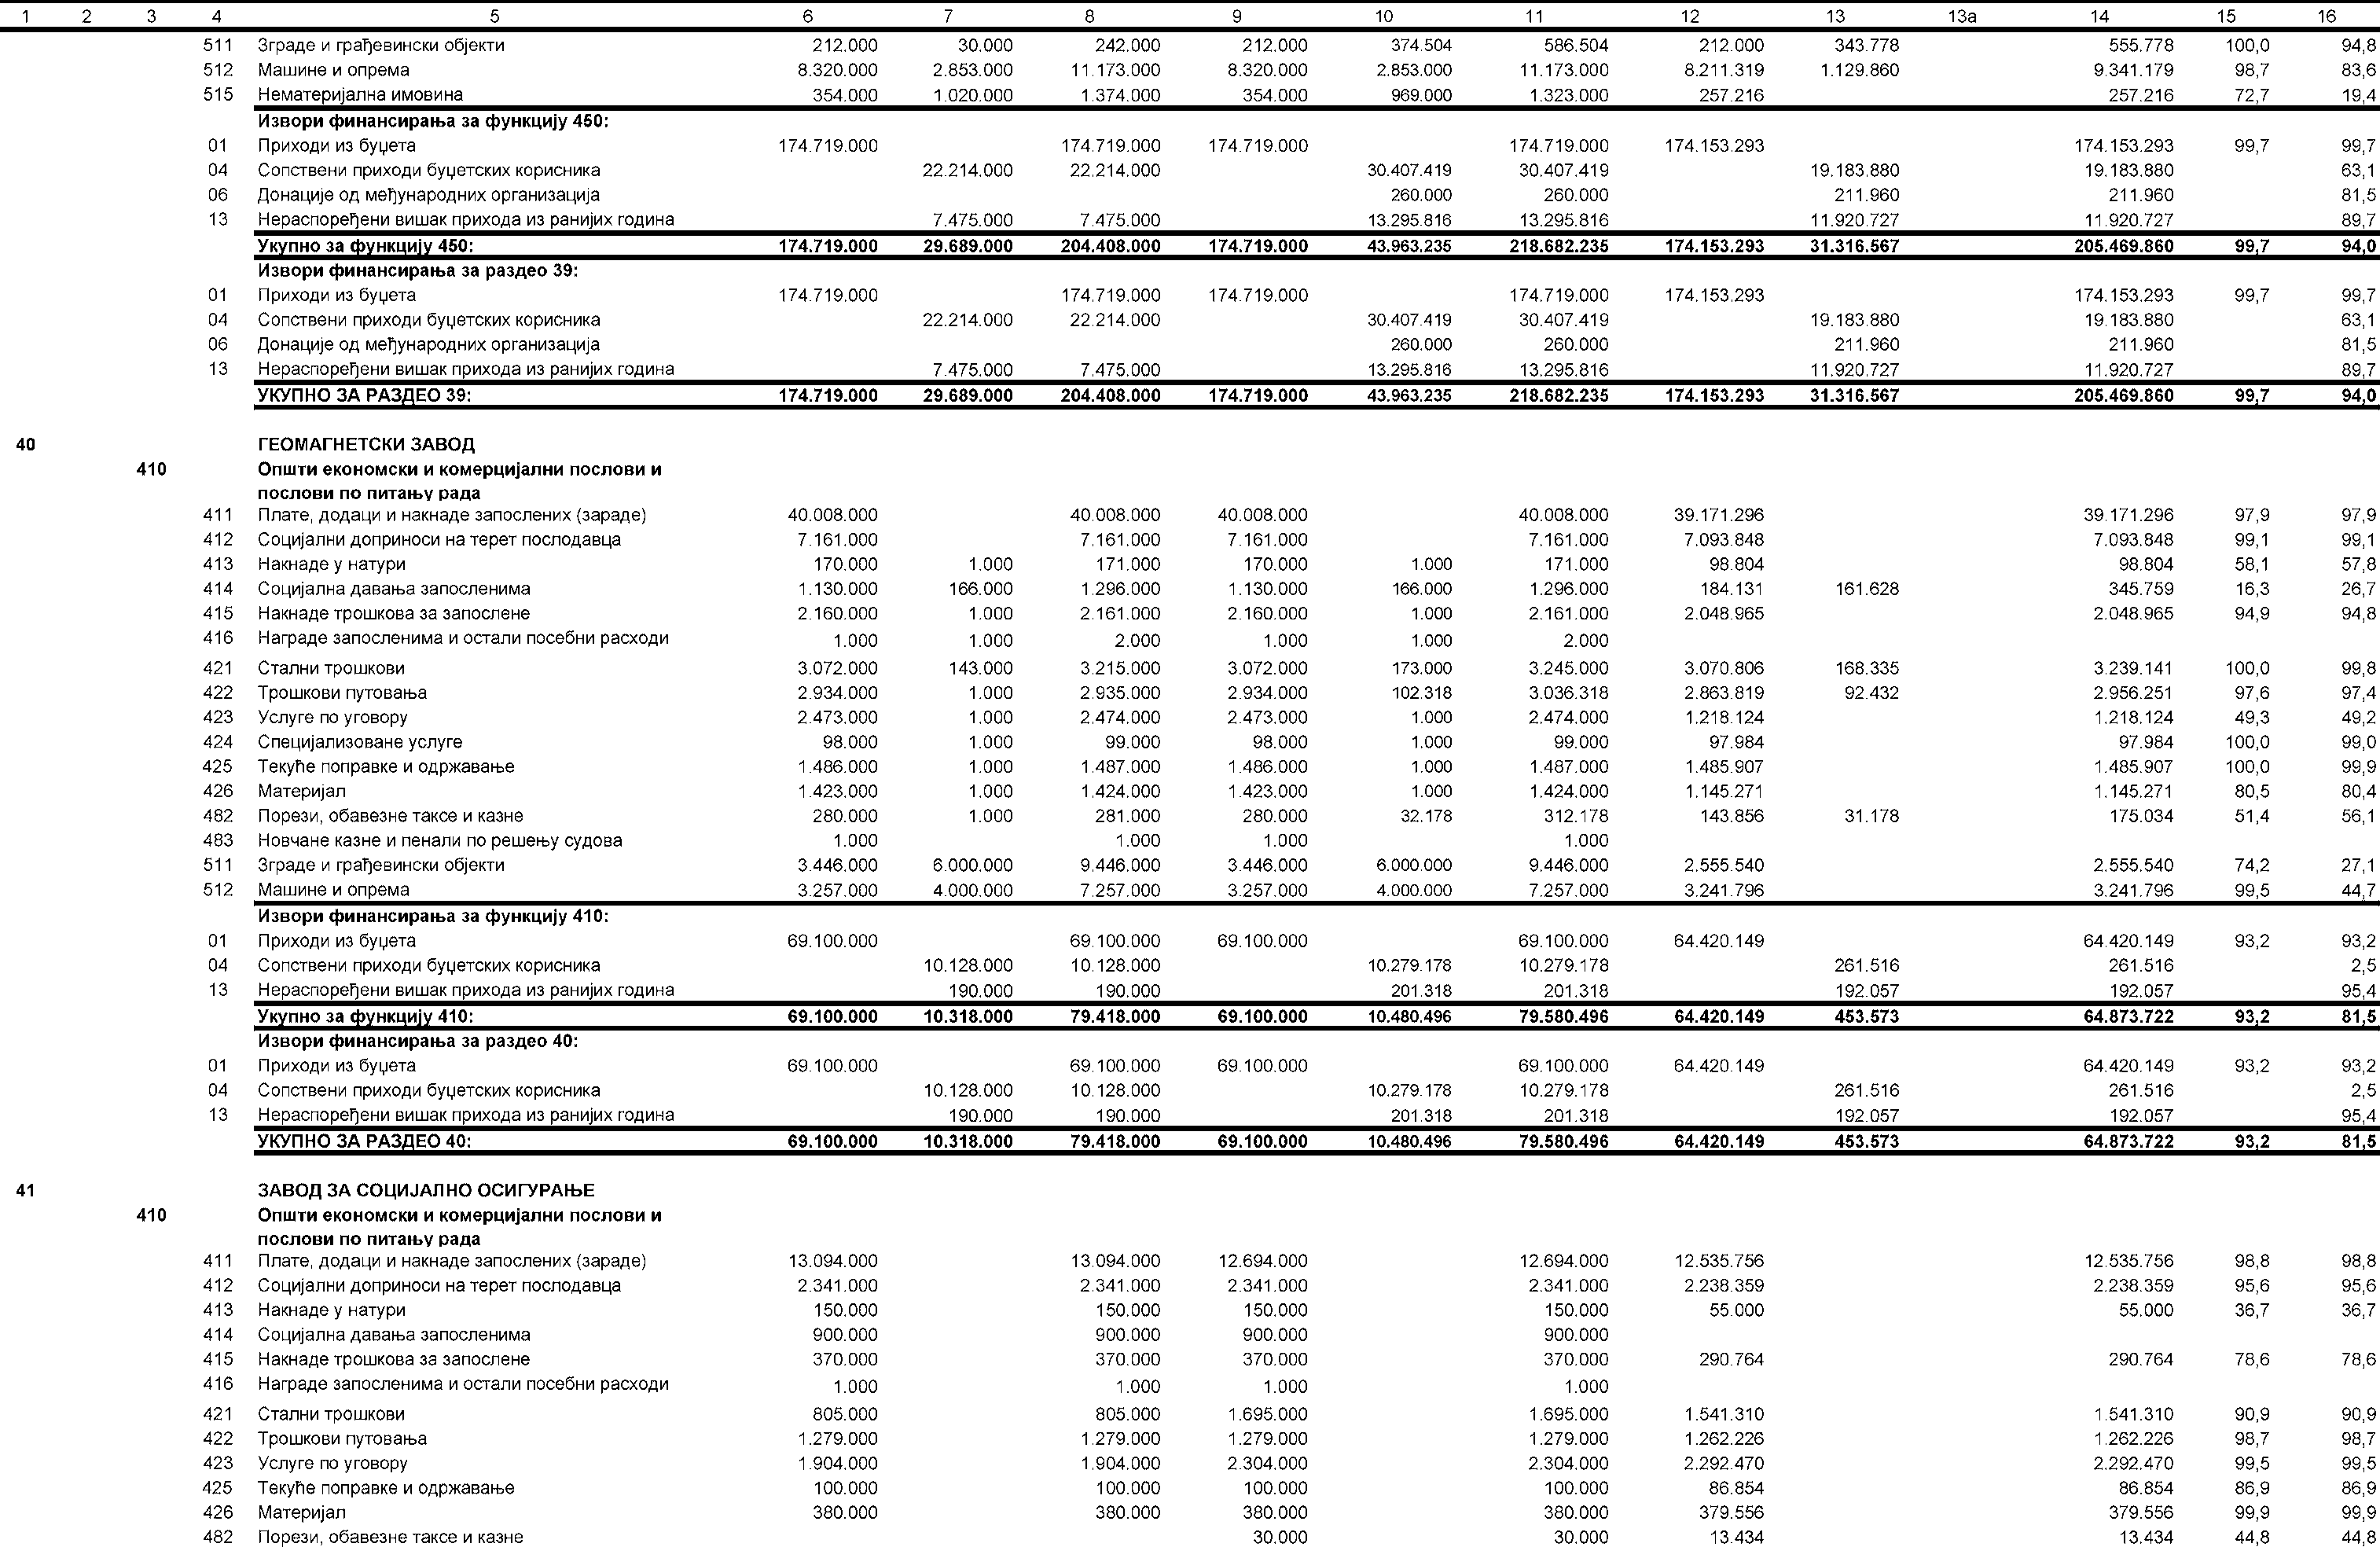 1 2 3 4 5 6 7 8 9 10 11 12 13 13a 14 15 16
511 Зграде и грађевински објекти 212.000 30.000 242.000 212.000 374.504 586.504 212.000 343.778 555.778 100,0 94,8
512 Машине и опрема 8.320.000 2.853.000 11.173.000 8.320.000 2.853.000 11.173.000 8.211.319 1.129.860 9.341.179 98,7 83,6
515 Нематеријална имовина 354.000 1.020.000 1.374.000 354.000 969.000 1.323.000 257.216 257.216 72,7 19,4
Извори финансирања за функцију 450:
01 Приходи из буџета 174.719.000 174.719.000 174.719.000 174.719.000 174.153.293 174.153.293 99,7 99,7
04 Сопствени приходи буџетских корисника 22.214.000 22.214.000 30.407.419 30.407.419 19.183.880 19.183.880 63,1
06 Донације од међународних организација 260.000 260.000 211.960 211.960 81,5
13 Нераспоређени вишак прихода из ранијих година 7.475.000 7.475.000 13.295.816 13.295.816 11.920.727 11.920.727 89,7
Укупно за функцију 450: 174.719.000 29.689.000 204.408.000 174.719.000 43.963.235 218.682.235 174.153.293 31.316.567 205.469.860 99,7 94,0
Извори финансирања за раздео 39:
01 Приходи из буџета 174.719.000 174.719.000 174.719.000 174.719.000 174.153.293 174.153.293 99,7 99,7
04 Сопствени приходи буџетских корисника 22.214.000 22.214.000 30.407.419 30.407.419 19.183.880 19.183.880 63,1
06 Донације од међународних организација 260.000 260.000 211.960 211.960 81,5
13 Нераспоређени вишак прихода из ранијих година 7.475.000 7.475.000 13.295.816 13.295.816 11.920.727 11.920.727 89,7
УКУПНО ЗА РАЗДЕО 39: 174.719.000 29.689.000 204.408.000 174.719.000 43.963.235 218.682.235 174.153.293 31.316.567 205.469.860 99,7 94,0
40 ГЕОМАГНЕТСКИ ЗАВОД
410 Општи економски и комерцијални послови и
послови по питању рада
411 Плате, додаци и накнаде запослених (зараде) 40.008.000 40.008.000 40.008.000 40.008.000 39.171.296 39.171.296 97,9 97,9
412 Социјални доприноси на терет послодавца 7.161.000 7.161.000 7.161.000 7.161.000 7.093.848 7.093.848 99,1 99,1
413 Накнаде у натури 170.000 1.000 171.000 170.000 1.000 171.000 98.804 98.804 58,1 57,8
414 Социјална давања запосленима 1.130.000 166.000 1.296.000 1.130.000 166.000 1.296.000 184.131 161.628 345.759 16,3 26,7
415 Накнаде трошкова за запослене 2.160.000 1.000 2.161.000 2.160.000 1.000 2.161.000 2.048.965 2.048.965 94,9 94,8
416 Награде запосленима и остали посебни расходи 1.000 1.000 2.000 1.000 1.000 2.000
421 Стални трошкови 3.072.000 143.000 3.215.000 3.072.000 173.000 3.245.000 3.070.806 168.335 3.239.141 100,0 99,8
422 Трошкови путовања 2.934.000 1.000 2.935.000 2.934.000 102.318 3.036.318 2.863.819 92.432 2.956.251 97,6 97,4
423 Услуге по уговору 2.473.000 1.000 2.474.000 2.473.000 1.000 2.474.000 1.218.124 1.218.124 49,3 49,2
424 Специјализоване услуге 98.000 1.000 99.000 98.000 1.000 99.000 97.984 97.984 100,0 99,0
425 Текуће поправке и одржавање 1.486.000 1.000 1.487.000 1.486.000 1.000 1.487.000 1.485.907 1.485.907 100,0 99,9
426 Материјал 1.423.000 1.000 1.424.000 1.423.000 1.000 1.424.000 1.145.271 1.145.271 80,5 80,4
482 Порези, обавезне таксе и казне 280.000 1.000 281.000 280.000 32.178 312.178 143.856 31.178 175.034 51,4 56,1
483 Новчане казне и пенали по решењу судова 1.000 1.000 1.000 1.000
511 Зграде и грађевински објекти 3.446.000 6.000.000 9.446.000 3.446.000 6.000.000 9.446.000 2.555.540 2.555.540 74,2 27,1
512 Машине и опрема 3.257.000 4.000.000 7.257.000 3.257.000 4.000.000 7.257.000 3.241.796 3.241.796 99,5 44,7
Извори финансирања за функцију 410:
01 Приходи из буџета 69.100.000 69.100.000 69.100.000 69.100.000 64.420.149 64.420.149 93,2 93,2
04 Сопствени приходи буџетских корисника 10.128.000 10.128.000 10.279.178 10.279.178 261.516 261.516 2,5
13 Нераспоређени вишак прихода из ранијих година 190.000 190.000 201.318 201.318 192.057 192.057 95,4
Укупно за функцију 410: 69.100.000 10.318.000 79.418.000 69.100.000 10.480.496 79.580.496 64.420.149 453.573 64.873.722 93,2 81,5
Извори финансирања за раздео 40:
01 Приходи из буџета 69.100.000 69.100.000 69.100.000 69.100.000 64.420.149 64.420.149 93,2 93,2
04 Сопствени приходи буџетских корисника 10.128.000 10.128.000 10.279.178 10.279.178 261.516 261.516 2,5
13 Нераспоређени вишак прихода из ранијих година 190.000 190.000 201.318 201.318 192.057 192.057 95,4
УКУПНО ЗА РАЗДЕО 40: 69.100.000 10.318.000 79.418.000 69.100.000 10.480.496 79.580.496 64.420.149 453.573 64.873.722 93,2 81,5
41 ЗАВОД ЗА СОЦИЈАЛНО ОСИГУРАЊЕ
410 Општи економски и комерцијални послови и
послови по питању рада
411 Плате, додаци и накнаде запослених (зараде) 13.094.000 13.094.000 12.694.000 12.694.000 12.535.756 12.535.756 98,8 98,8
412 Социјални доприноси на терет послодавца 2.341.000 2.341.000 2.341.000 2.341.000 2.238.359 2.238.359 95,6 95,6
413 Накнаде у натури 150.000 150.000 150.000 150.000 55.000 55.000 36,7 36,7
414 Социјална давања запосленима 900.000 900.000 900.000 900.000
415 Накнаде трошкова за запослене 370.000 370.000 370.000 370.000 290.764 290.764 78,6 78,6
416 Награде запосленима и остали посебни расходи 1.000 1.000 1.000 1.000
421 Стални трошкови 805.000 805.000 1.695.000 1.695.000 1.541.310 1.541.310 90,9 90,9
422 Трошкови путовања 1.279.000 1.279.000 1.279.000 1.279.000 1.262.226 1.262.226 98,7 98,7
423 Услуге по уговору 1.904.000 1.904.000 2.304.000 2.304.000 2.292.470 2.292.470 99,5 99,5
425 Текуће поправке и одржавање 100.000 100.000 100.000 100.000 86.854 86.854 86,9 86,9
426 Материјал 380.000 380.000 380.000 380.000 379.556 379.556 99,9 99,9
482 Порези, обавезне таксе и казне 30.000 30.000 13.434 13.434 44,8 44,8